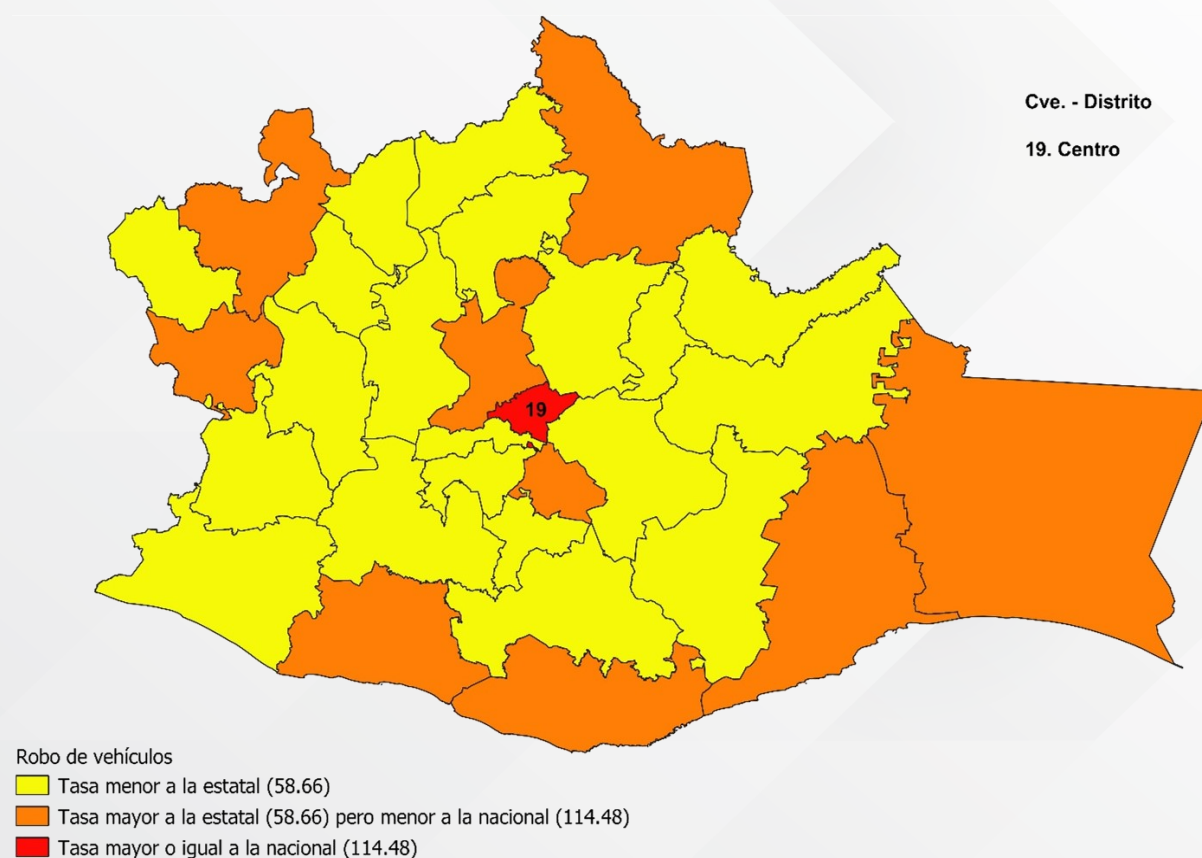 Cve. - Distrito
19. Centro
19
Robo de vehículos
Tasa menor a la estatal (58.66)
Tasa mayor a la estatal (58.66) pero menor a la nacional (114.48)
Tasa mayor o igual a la nacional (114.48)